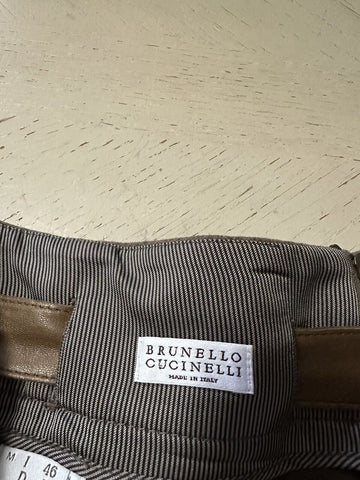 BRUNELLO
CUCINELLI
MADE IN ITALY
M I 46
D